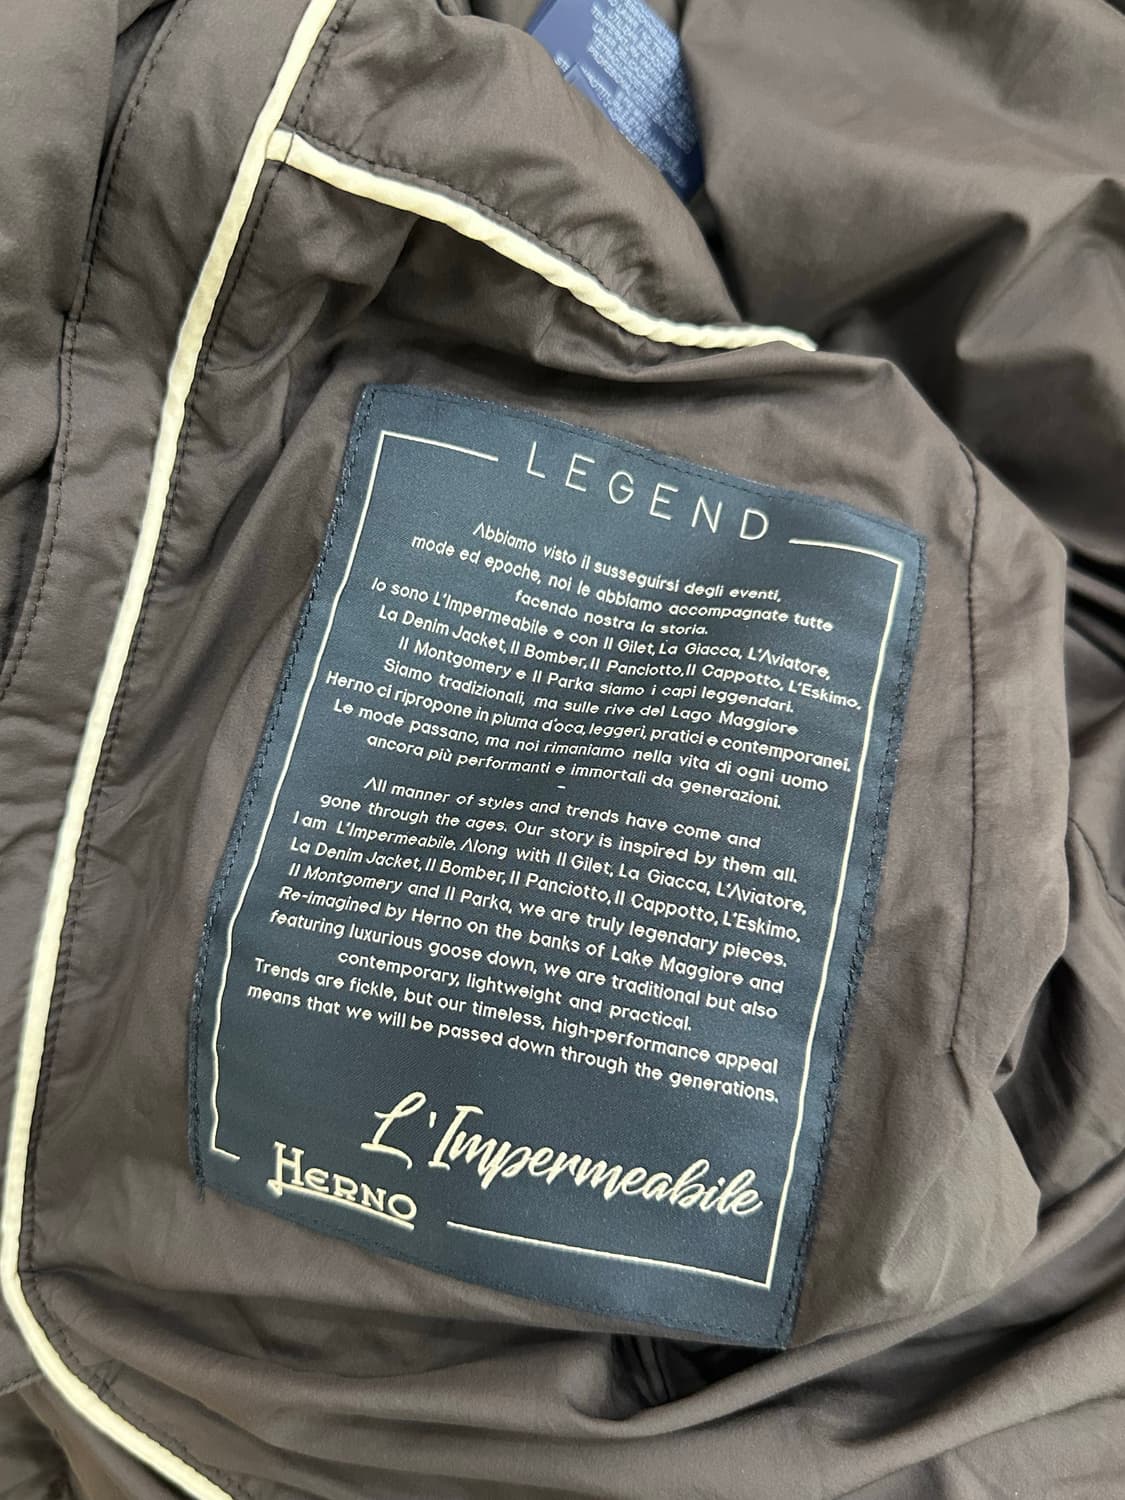 LEGEND
Abbiamo visto il susseguirsi degli eventi,
mode ed epoche, noi le abbiamo accompagnate tutte
facendo nostra la storia.
Io sono L'Impermeabile e con Il Gilet, La Giacca, L'Aviatore,
La Denim Jacket, Il Bomber, Il Panciotto, Il Cappotto, L'Eskimo,
Il Montgomery e Il Parka siamo i capi leggendari.
Siamo tradizionali, ma sulle rive del Lago Maggiore
Herno ci ripropone in piuma d'oca, leggeri, pratici e contemporanei.
Le mode passano, ma noi rimaniamo nella vita di ogni uomo
ancora più performanti e immortali da generazioni.
-
All manner of styles and trends have come and
gone through the ages. Our story is inspired by them all.
I am L'Impermeabile. Along with Il Gilet, La Giacca, L'Aviatore,
La Denim Jacket, Il Bomber, Il Panciotto, Il Cappotto, L'Eskimo,
Il Montgomery and Il Parka, we are truly legendary pieces.
Re-imagined by Herno on the banks of Lake Maggiore and
featuring luxurious goose down, we are traditional but also
contemporary, lightweight and practical.
Trends are fickle, but our timeless, high-performance appeal
means that we will be passed down through the generations.
L'Impermeabile
HERNO